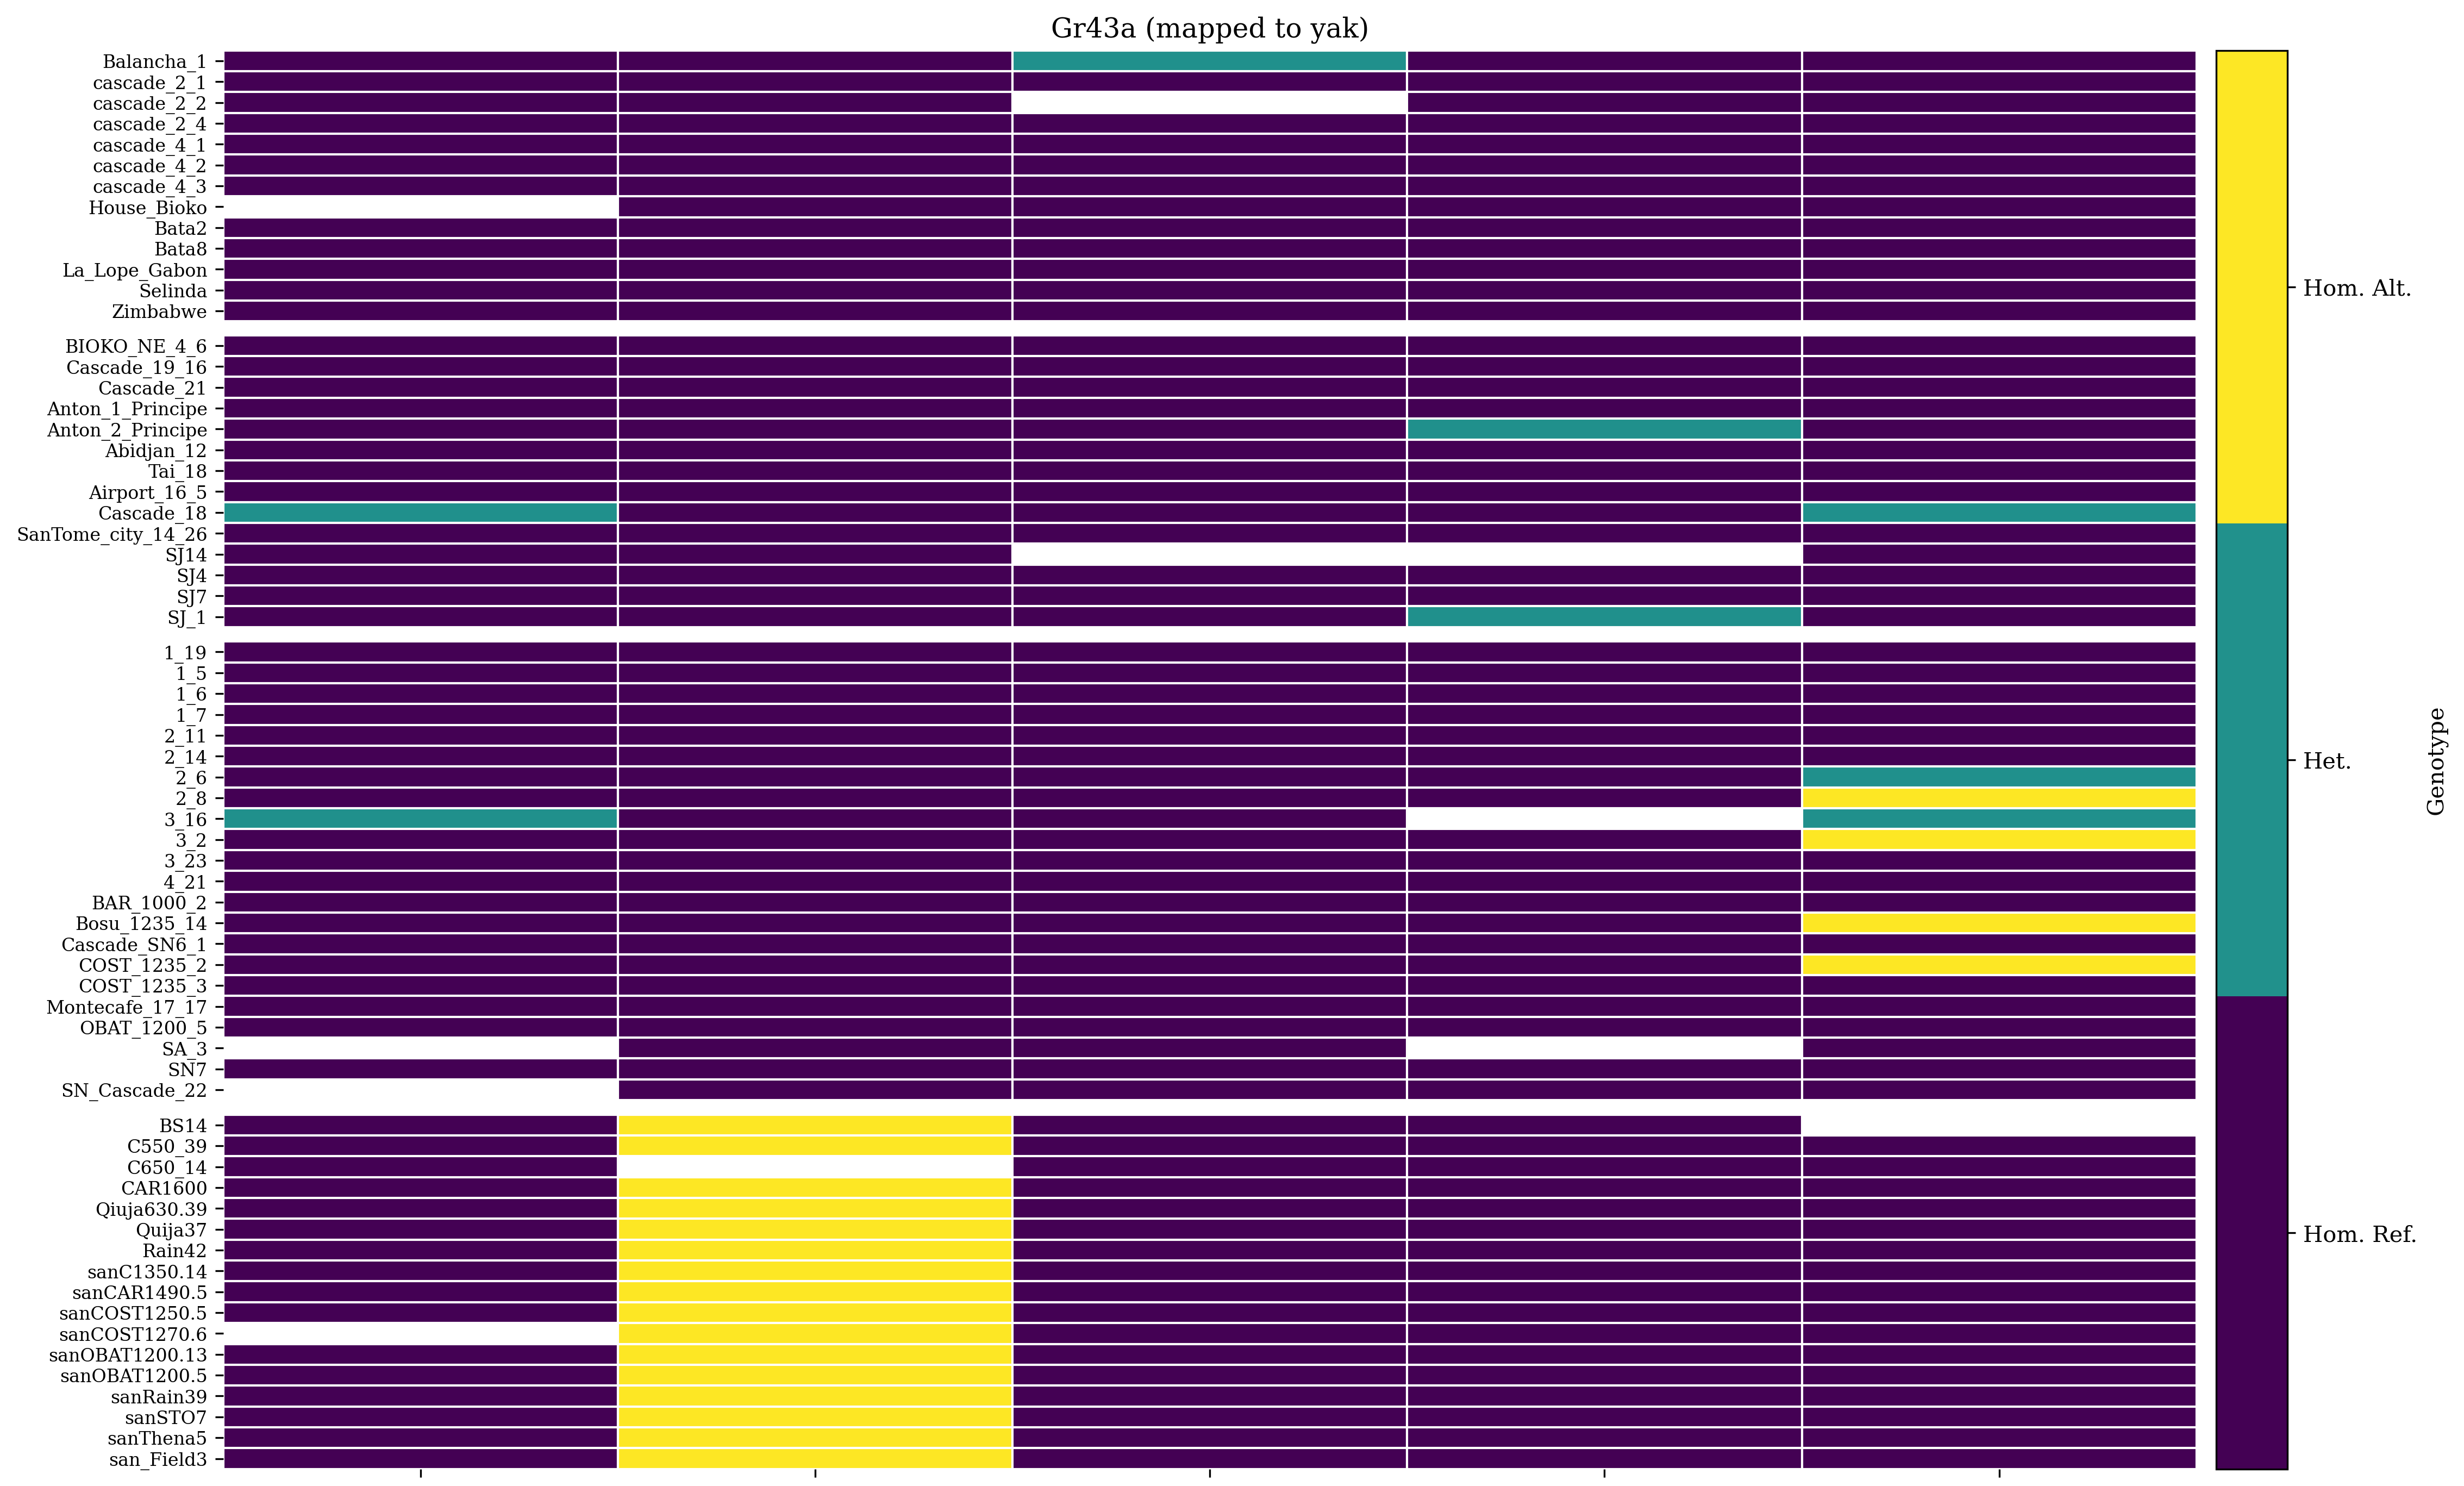 Gr43a (mapped to yak)
Balancha_1
cascade_2_1
cascade_2_2
cascade_2_4
cascade_4_1
cascade_4_2
cascade_4_3
House_Bioko
Bata2
Bata8
La_Lope_Gabon
Selinda
Zimbabwe
BIOKO_NE_4_6
Cascade_19_16
Cascade_21
Anton_1_Principe
Anton_2_Principe
Abidjan_12
Tai_18
Airport_16_5
Cascade_18
SanTome_city_14_26
SJ14
SJ4
SJ7
SJ_1
1_19
1_5
1_6
1_7
2_11
2_14
2_6
2_8
3_16
3_2
3_23
4_21
BAR_1000_2
Bosu_1235_14
Cascade_SN6_1
COST_1235_2
COST_1235_3
Montecafe_17_17
OBAT_1200_5
SA_3
SN7
SN_Cascade_22
BS14
C550_39
C650_14
CAR1600
Qiuja630.39
Quija37
Rain42
sanC1350.14
sanCAR1490.5
sanCOST1250.5
sanCOST1270.6
sanOBAT1200.13
sanOBAT1200.5
sanRain39
sanSTO7
sanThena5
san_Field3
Hom. Alt.
Het.
Hom. Ref.
Genotype